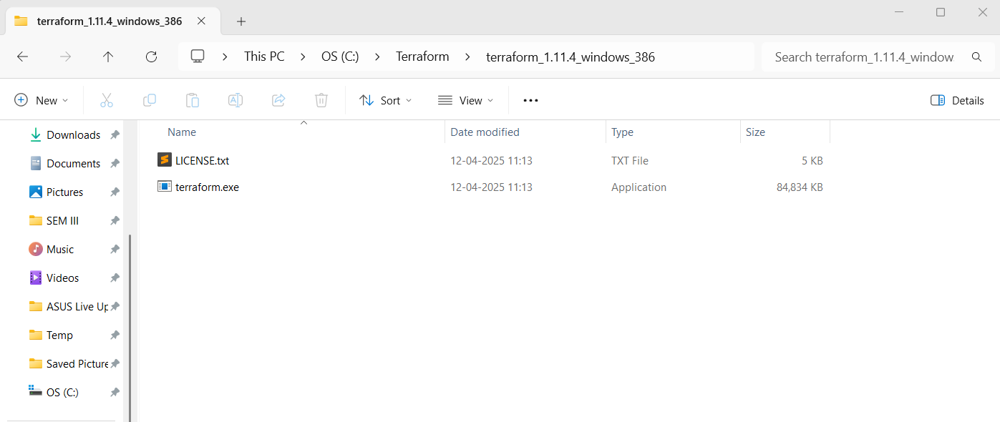 terraform_1.11.4_windows_386
This PC > OS (C:) > Terraform > terraform_1.11.4_windows_386
Search terraform_1.11.4_window
New Sort View ••• Details
Downloads
Documents
Pictures
SEM III
Music
Videos
ASUS Live Up
Temp
Saved Picture
OS (C:)
Name Date modified Type Size
LICENSE.txt 12-04-2025 11:13 TXT File 5 KB
terraform.exe 12-04-2025 11:13 Application 84,834 KB